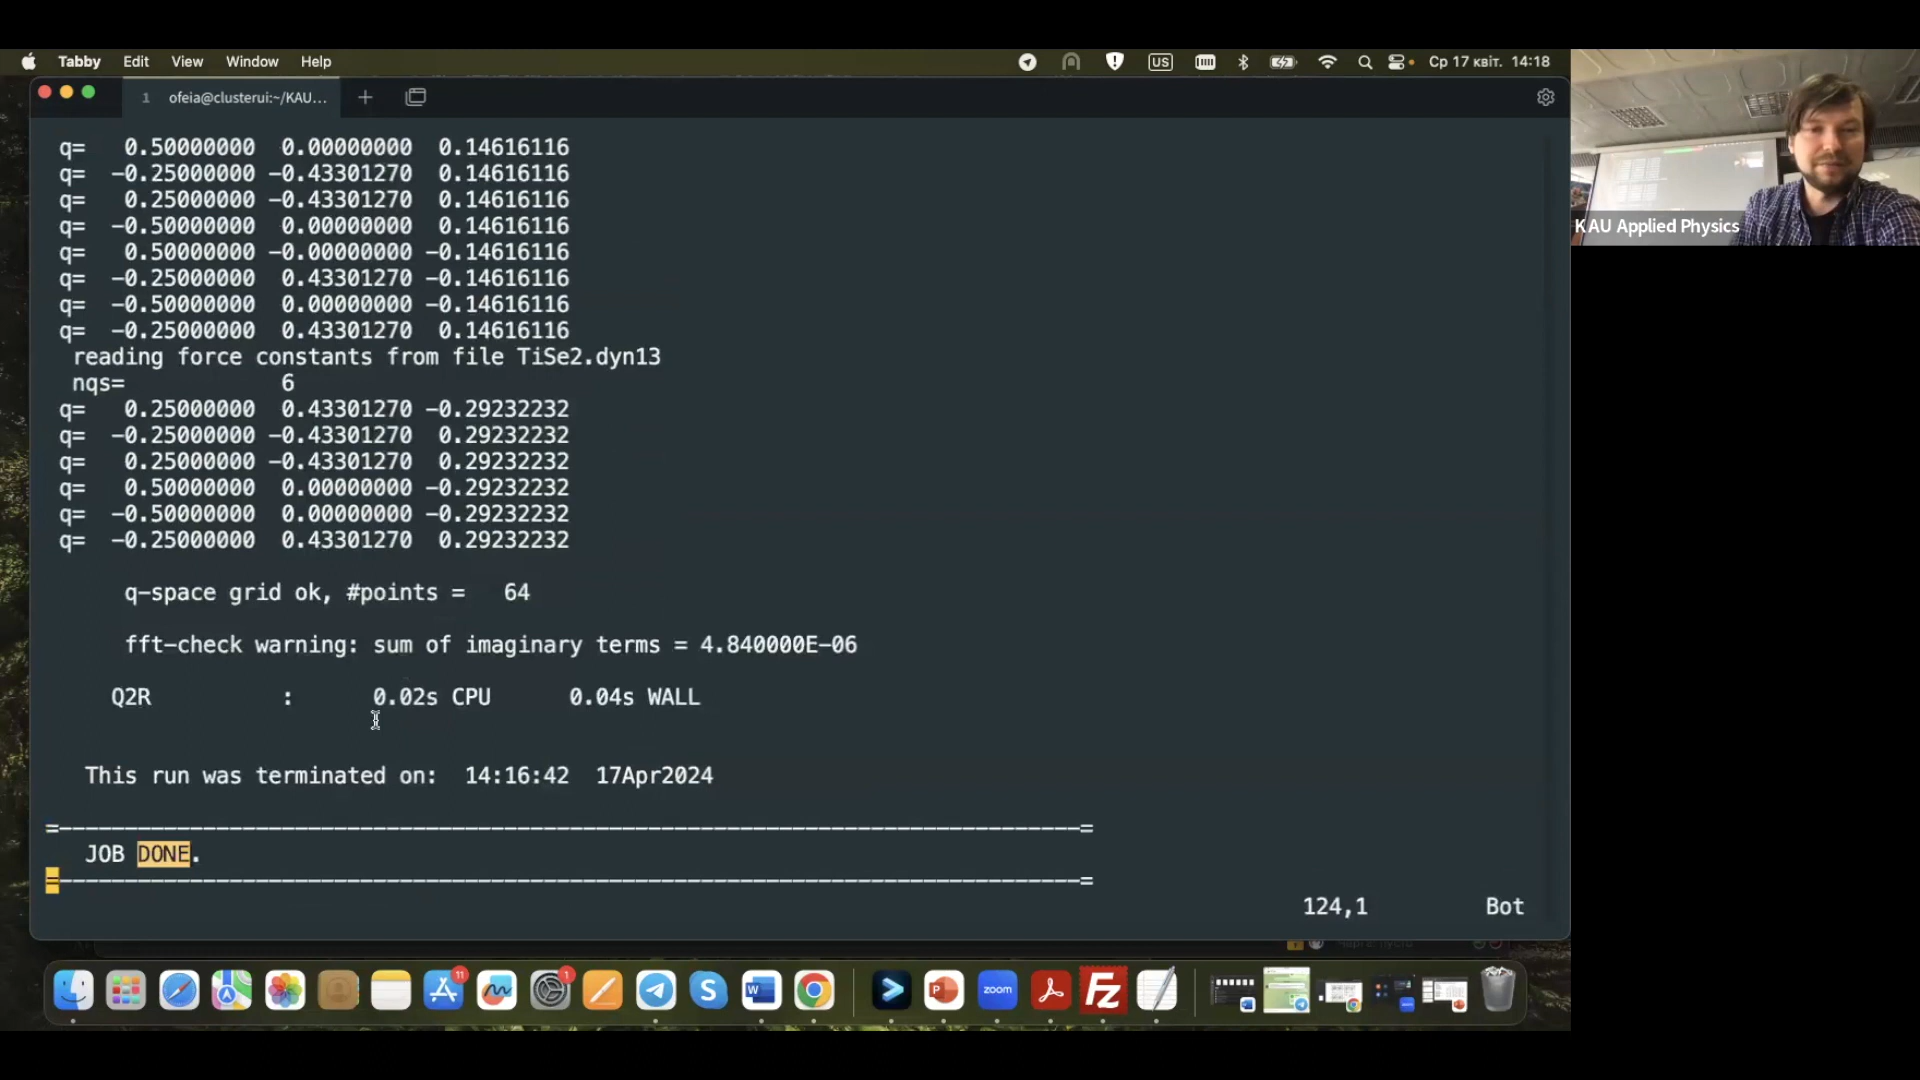 Tabby Edit View Window Help US Ср 17 квіт. 14:18
1 ofeia@clusterui:~/KAU...
q= 0.50000000 0.00000000 0.14616116
q= -0.25000000 -0.43301270 0.14616116
q= 0.25000000 -0.43301270 0.14616116
q= -0.50000000 0.00000000 0.14616116
q= 0.50000000 -0.00000000 -0.14616116
q= -0.25000000 0.43301270 -0.14616116
q= -0.50000000 0.00000000 -0.14616116
q= -0.25000000 0.43301270 0.14616116
reading force constants from file TiSe2.dyn13
nqs= 6
q= 0.25000000 0.43301270 -0.29232232
q= -0.25000000 -0.43301270 0.29232232
q= 0.25000000 -0.43301270 0.29232232
q= 0.50000000 0.00000000 -0.29232232
q= -0.50000000 0.00000000 -0.29232232
q= -0.25000000 0.43301270 0.29232232
q-space grid ok, #points = 64
fft-check warning: sum of imaginary terms = 4.840000E-06
Q2R : 0.02s CPU 0.04s WALL
This run was terminated on: 14:16:42 17Apr2024
=------------------------------------------------------------------------------=
JOB DONE.
=------------------------------------------------------------------------------=
124,1 Bot
KAU Applied Physics
11
1
zoom